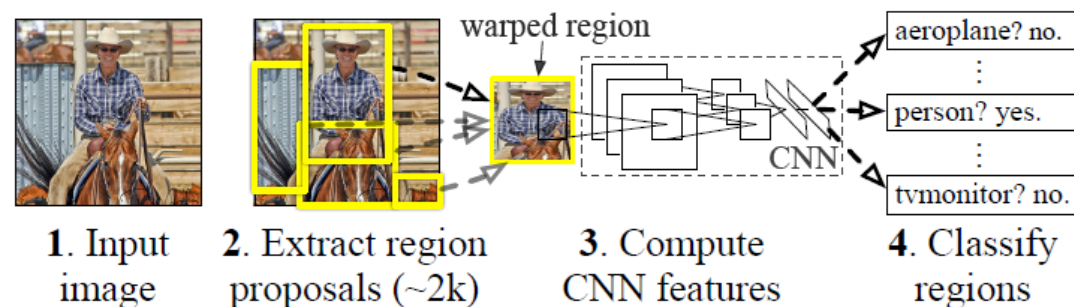 warped region
aeroplane? no.
⋮
person? yes.
⋮
tvmonitor? no.
CNN
1. Input
image
2. Extract region
proposals (~2k)
3. Compute
CNN features
4. Classify
regions